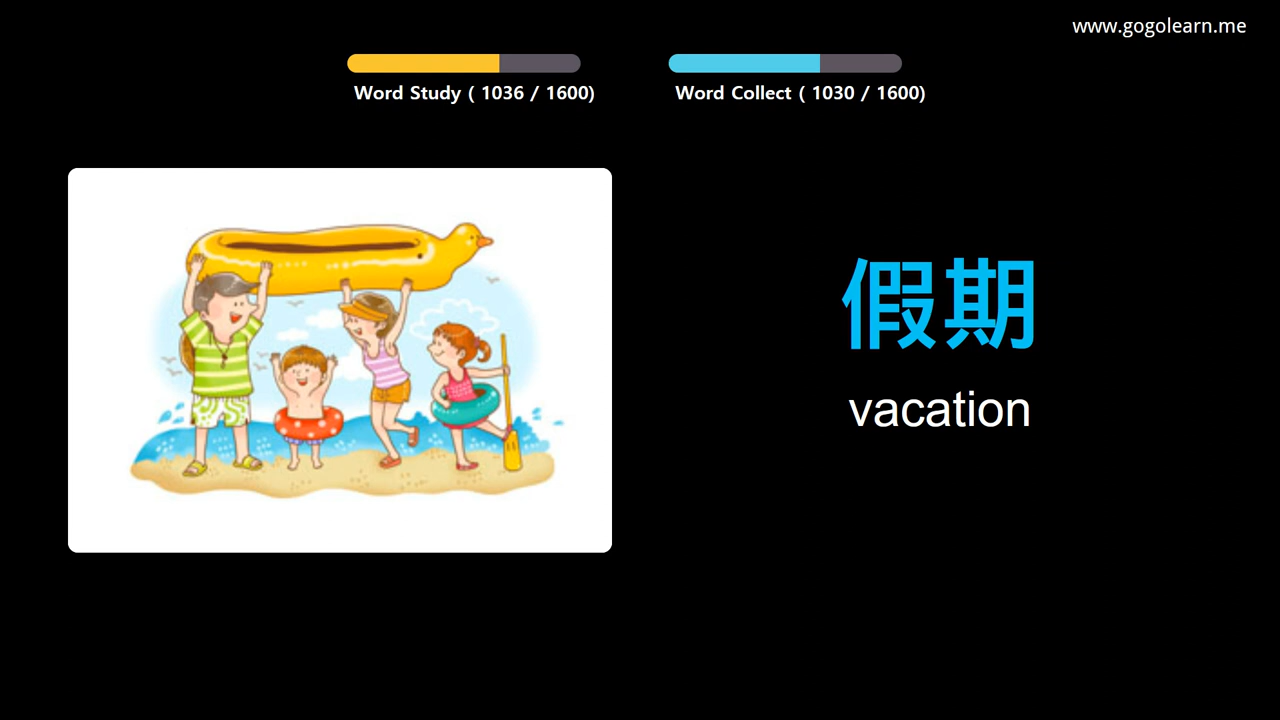 www.gogolearn.me
Word Study ( 1036 / 1600)
Word Collect ( 1030 / 1600)
假期
vacation